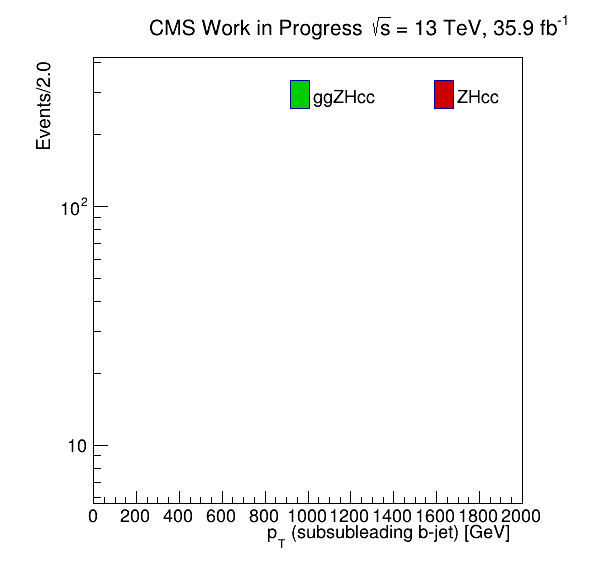 CMS Work in Progress √s = 13 TeV, 35.9 fb⁻¹
Events/2.0
ggZHcc ZHcc
10²
10
0 200 400 600 800 1000 1200 1400 1600 1800 2000
p_T (subsubleading b-jet) [GeV]